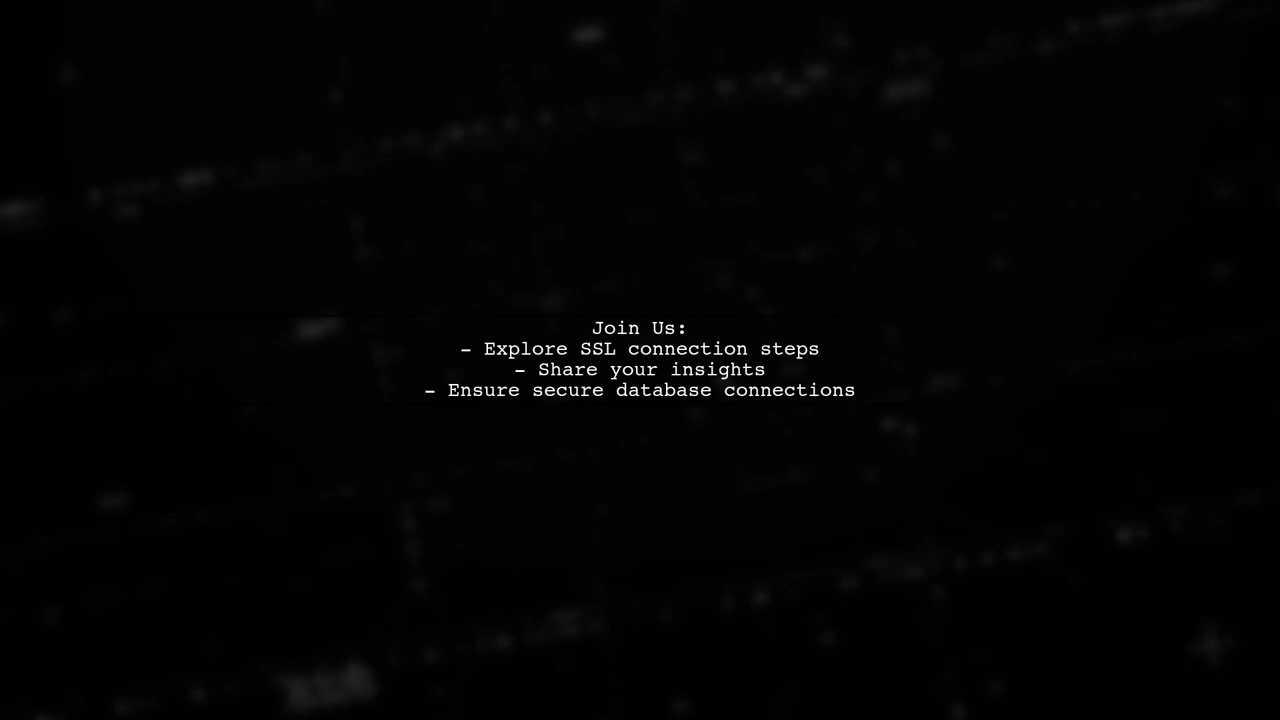 Join Us:
- Explore SSL connection steps
- Share your insights
- Ensure secure database connections